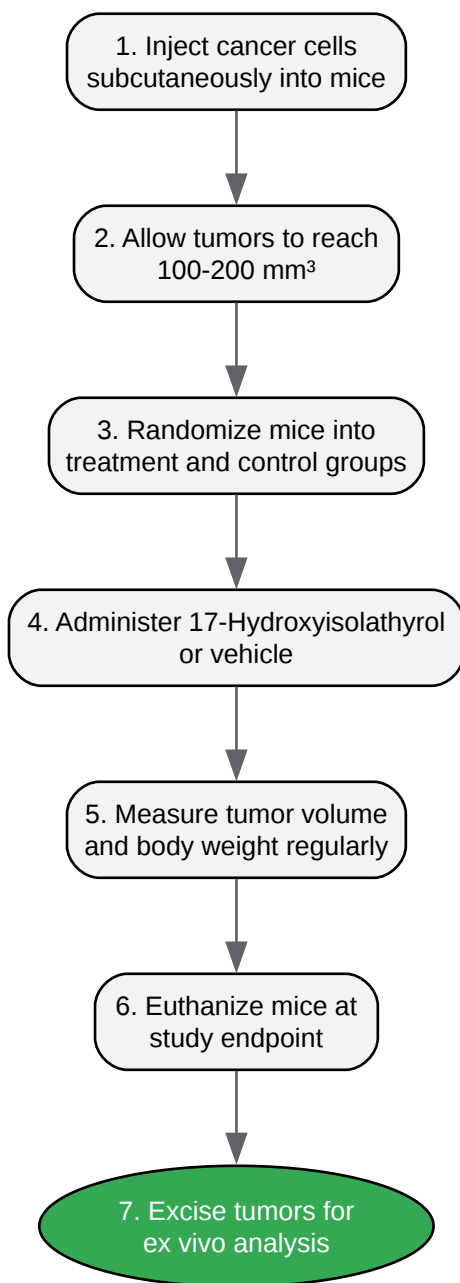 1. Inject cancer cells
subcutaneously into mice
2. Allow tumors to reach
100-200 mm³
3. Randomize mice into
treatment and control groups
4. Administer 17-Hydroxyisolathyrol
or vehicle
5. Measure tumor volume
and body weight regularly
6. Euthanize mice at
study endpoint
7. Excise tumors for
ex vivo analysis